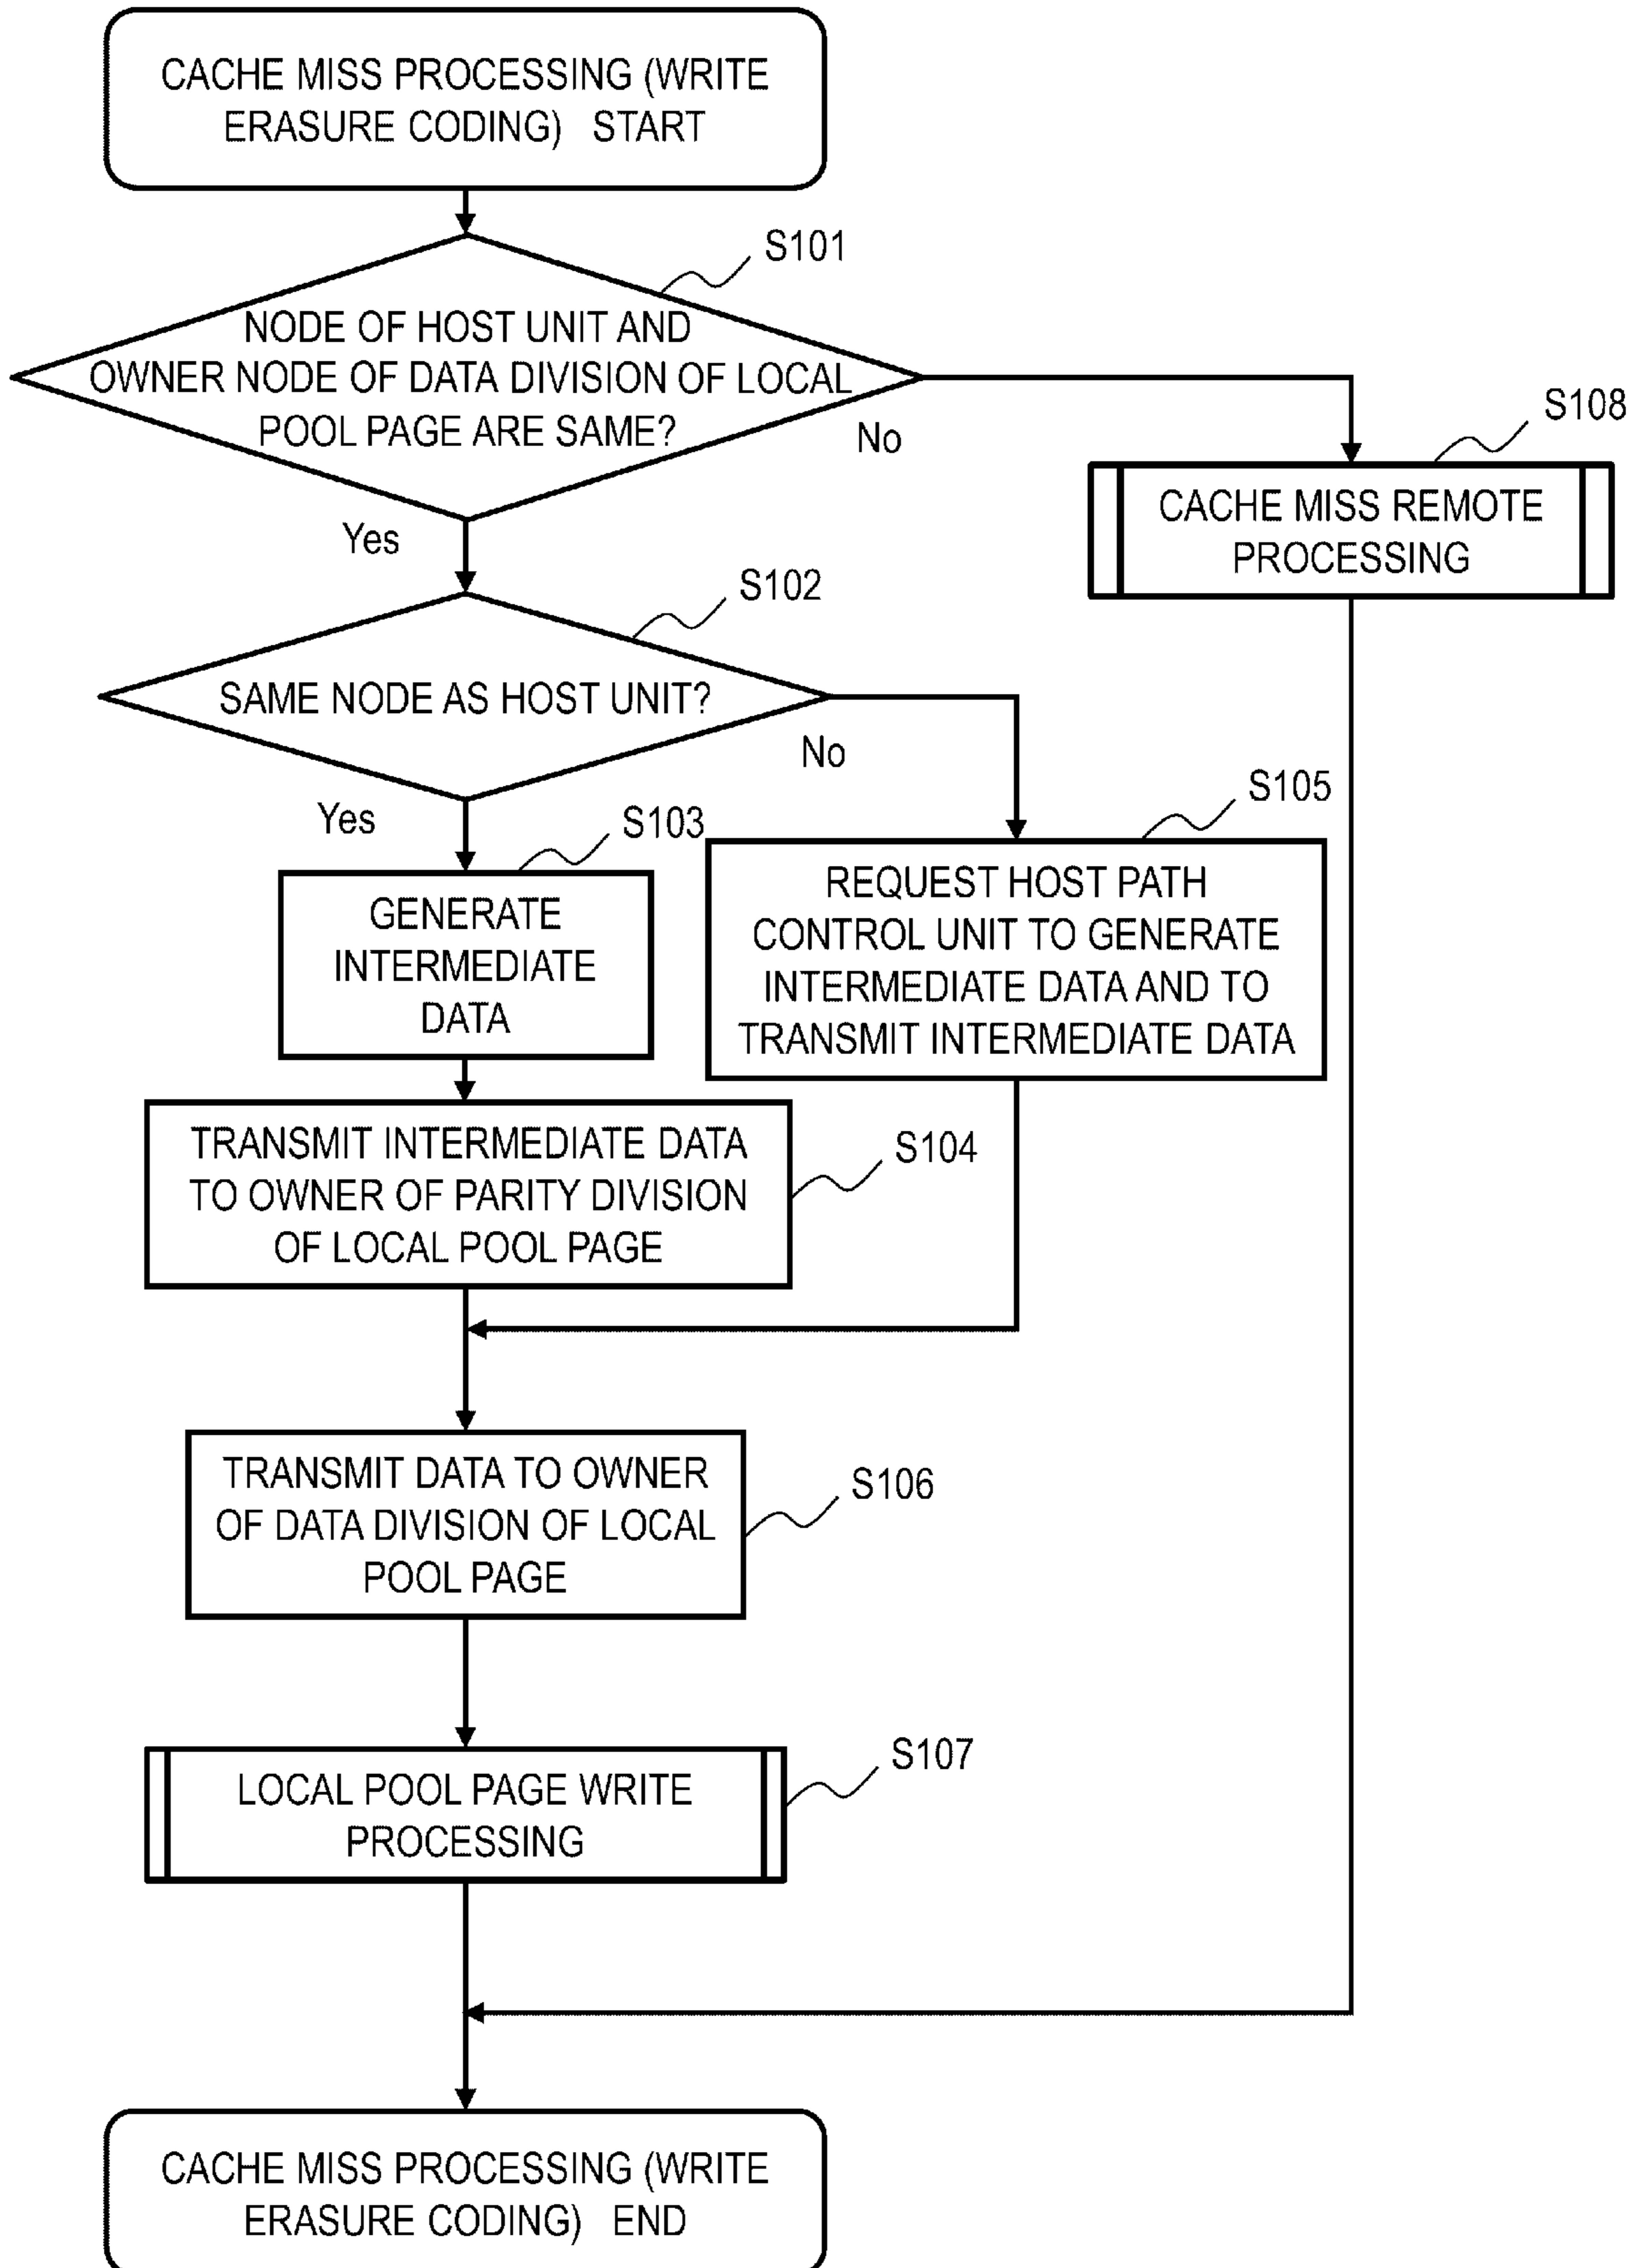 CACHE MISS PROCESSING (WRITE
ERASURE CODING) START
S101
NODE OF HOST UNIT AND
OWNER NODE OF DATA DIVISION OF LOCAL
POOL PAGE ARE SAME?
No
Yes
S108
CACHE MISS REMOTE
PROCESSING
S102
SAME NODE AS HOST UNIT?
No
Yes
S103
GENERATE
INTERMEDIATE
DATA
S105
REQUEST HOST PATH
CONTROL UNIT TO GENERATE
INTERMEDIATE DATA AND TO
TRANSMIT INTERMEDIATE DATA
TRANSMIT INTERMEDIATE DATA
TO OWNER OF PARITY DIVISION
OF LOCAL POOL PAGE
S104
TRANSMIT DATA TO OWNER
OF DATA DIVISION OF LOCAL
POOL PAGE
S106
LOCAL POOL PAGE WRITE
PROCESSING
S107
CACHE MISS PROCESSING (WRITE
ERASURE CODING) END